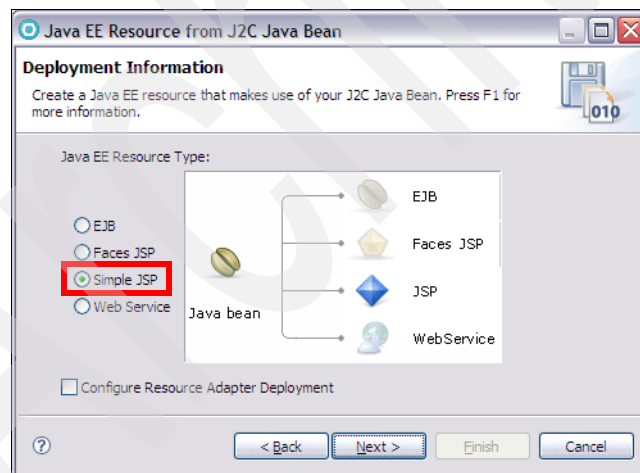 Java EE Resource from J2C Java Bean
Deployment Information
Create a Java EE resource that makes use of your J2C Java Bean. Press F1 for
more information.
010
Java EE Resource Type:
EJB
Faces JSP
Simple JSP
Web Service
Java bean
EJB
Faces JSP
JSP
WebService
Configure Resource Adapter Deployment
?
< Back
Next >
Finish
Cancel